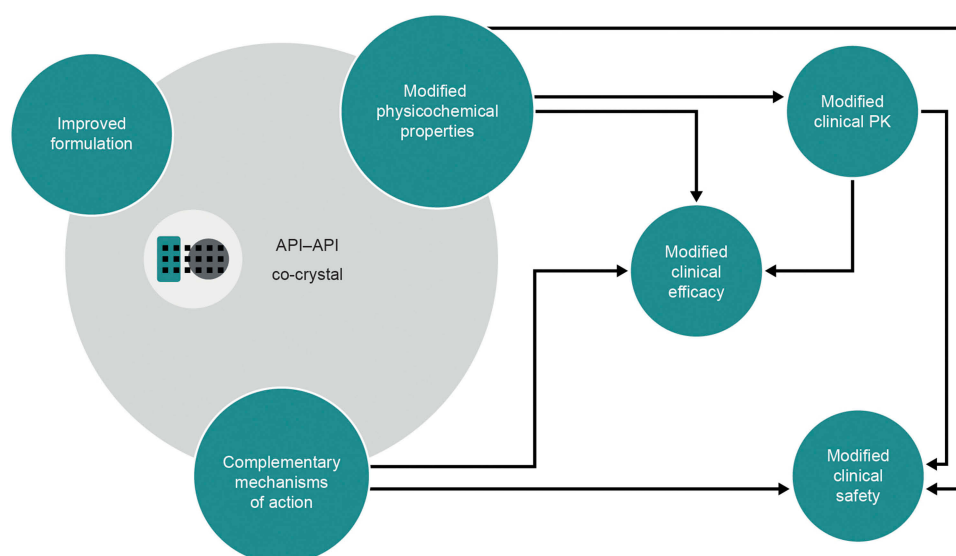 Improved
formulation
Modified
physicochemical
properties
Modified
clinical PK
API–API
co-crystal
Modified
clinical
efficacy
Complementary
mechanisms
of action
Modified
clinical
safety